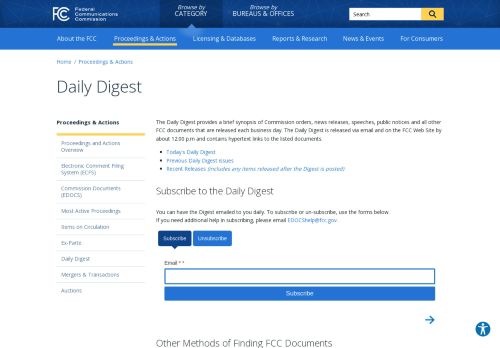 FCC
Federal
Communications
Commission
Browse by
CATEGORY
Browse by
BUREAUS & OFFICES
Search
About the FCC
Proceedings & Actions
Licensing & Databases
Reports & Research
News & Events
For Consumers
Home / Proceedings & Actions
Daily Digest
Proceedings & Actions
Proceedings and Actions
Overview
Electronic Comment Filing
System (ECFS)
Commission Documents
(EDOCS)
Most Active Proceedings
Items on Circulation
Ex-Parte
Daily Digest
Mergers & Transactions
Auctions
The Daily Digest provides a brief synopsis of Commission orders, news releases, speeches, public notices and all other
FCC documents that are released each business day. The Daily Digest is released via email and on the FCC Web Site by
about 12:00 p.m and contains hypertext links to the listed documents.
Today's Daily Digest
Previous Daily Digest issues
Recent Releases (includes any items released after the Digest is posted)
Subscribe to the Daily Digest
You can have the Digest emailed to you daily. To subscribe or un-subscribe, use the forms below.
If you need additional help in subscribing, please email EDOCShelp@fcc.gov.
Subscribe
Unsubscribe
Email * *
Subscribe
Other Methods of Finding FCC Documents